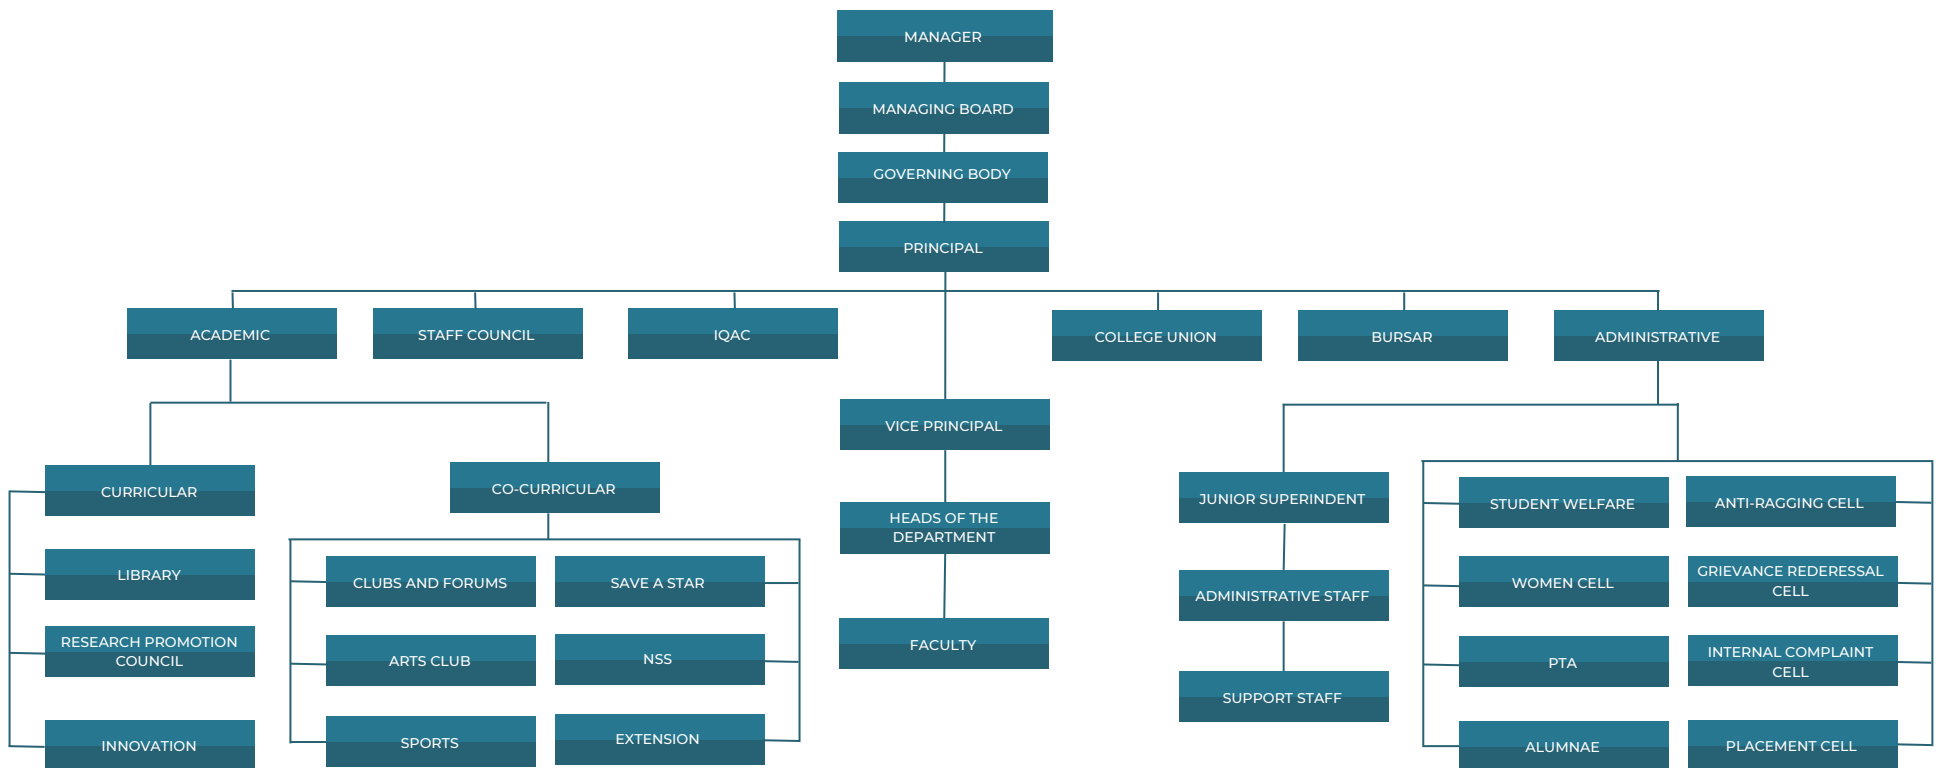 MANAGER
MANAGING BOARD
GOVERNING BODY
PRINCIPAL
ACADEMIC
STAFF COUNCIL
IQAC
COLLEGE UNION
BURSAR
ADMINISTRATIVE
VICE PRINCIPAL
HEADS OF THE
DEPARTMENT
FACULTY
CURRICULAR
LIBRARY
RESEARCH PROMOTION
COUNCIL
INNOVATION
CO-CURRICULAR
CLUBS AND FORUMS
SAVE A STAR
ARTS CLUB
NSS
SPORTS
EXTENSION
JUNIOR SUPERINDENT
ADMINISTRATIVE STAFF
SUPPORT STAFF
STUDENT WELFARE
ANTI-RAGGING CELL
WOMEN CELL
GRIEVANCE REDERESSAL
CELL
PTA
INTERNAL COMPLAINT
CELL
ALUMNAE
PLACEMENT CELL